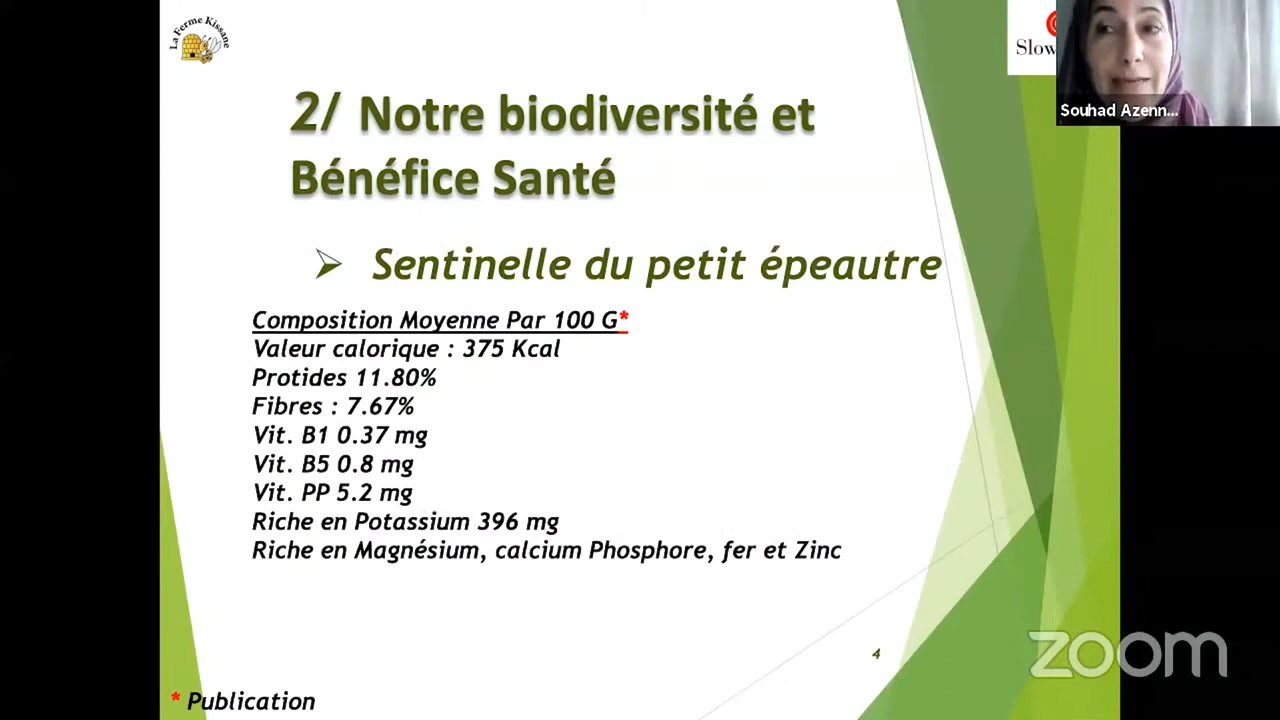 La Ferme Kissane
Slow
Souhad Azenn...
2/ Notre biodiversité et
Bénéfice Santé
➢ Sentinelle du petit épeautre
Composition Moyenne Par 100 G*
Valeur calorique : 375 Kcal
Protides 11.80%
Fibres : 7.67%
Vit. B1 0.37 mg
Vit. B5 0.8 mg
Vit. PP 5.2 mg
Riche en Potassium 396 mg
Riche en Magnésium, calcium Phosphore, fer et Zinc
4
zoom
* Publication